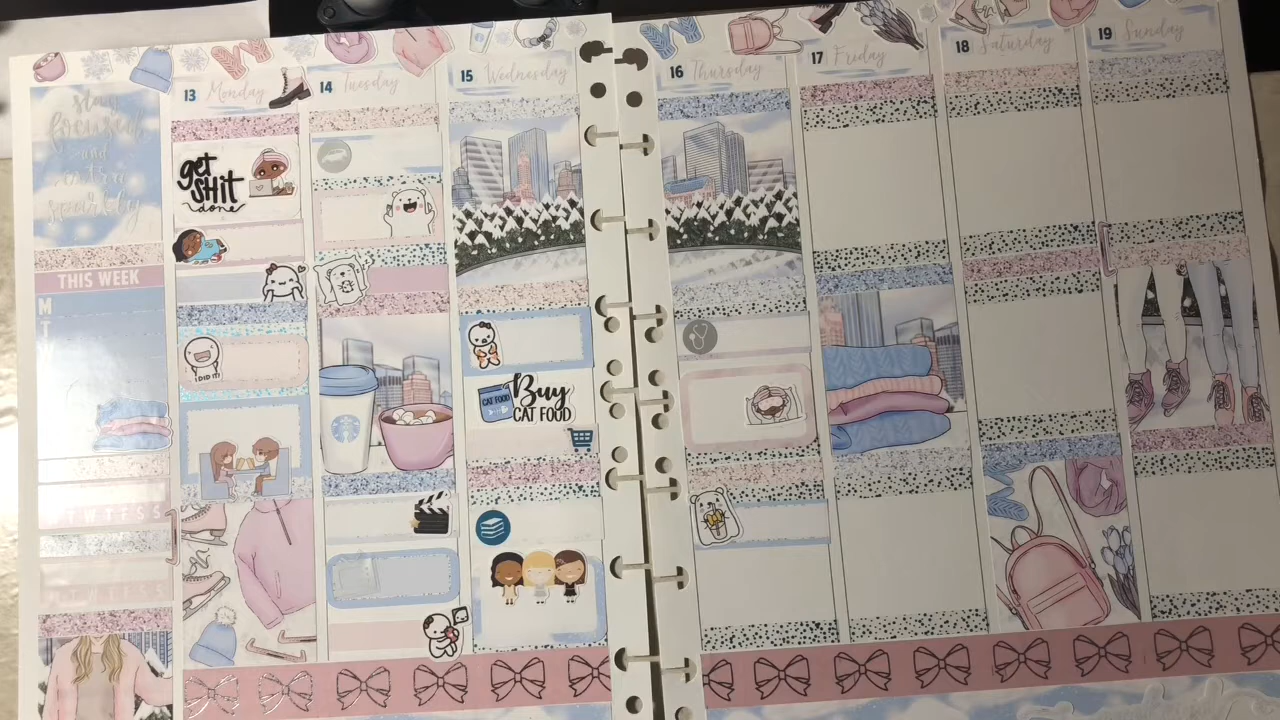 stay
focused
and
extra
sparkly
THIS WEEK
M
T
W
13 Monday
get
SHIT
done
I DID IT!
14 Tuesday
15 Wednesday
CAT FOOD
Buy
CAT FOOD
16 Thursday
17 Friday
18 Saturday
19 Sunday
M T W T F S S
M T W T F S S